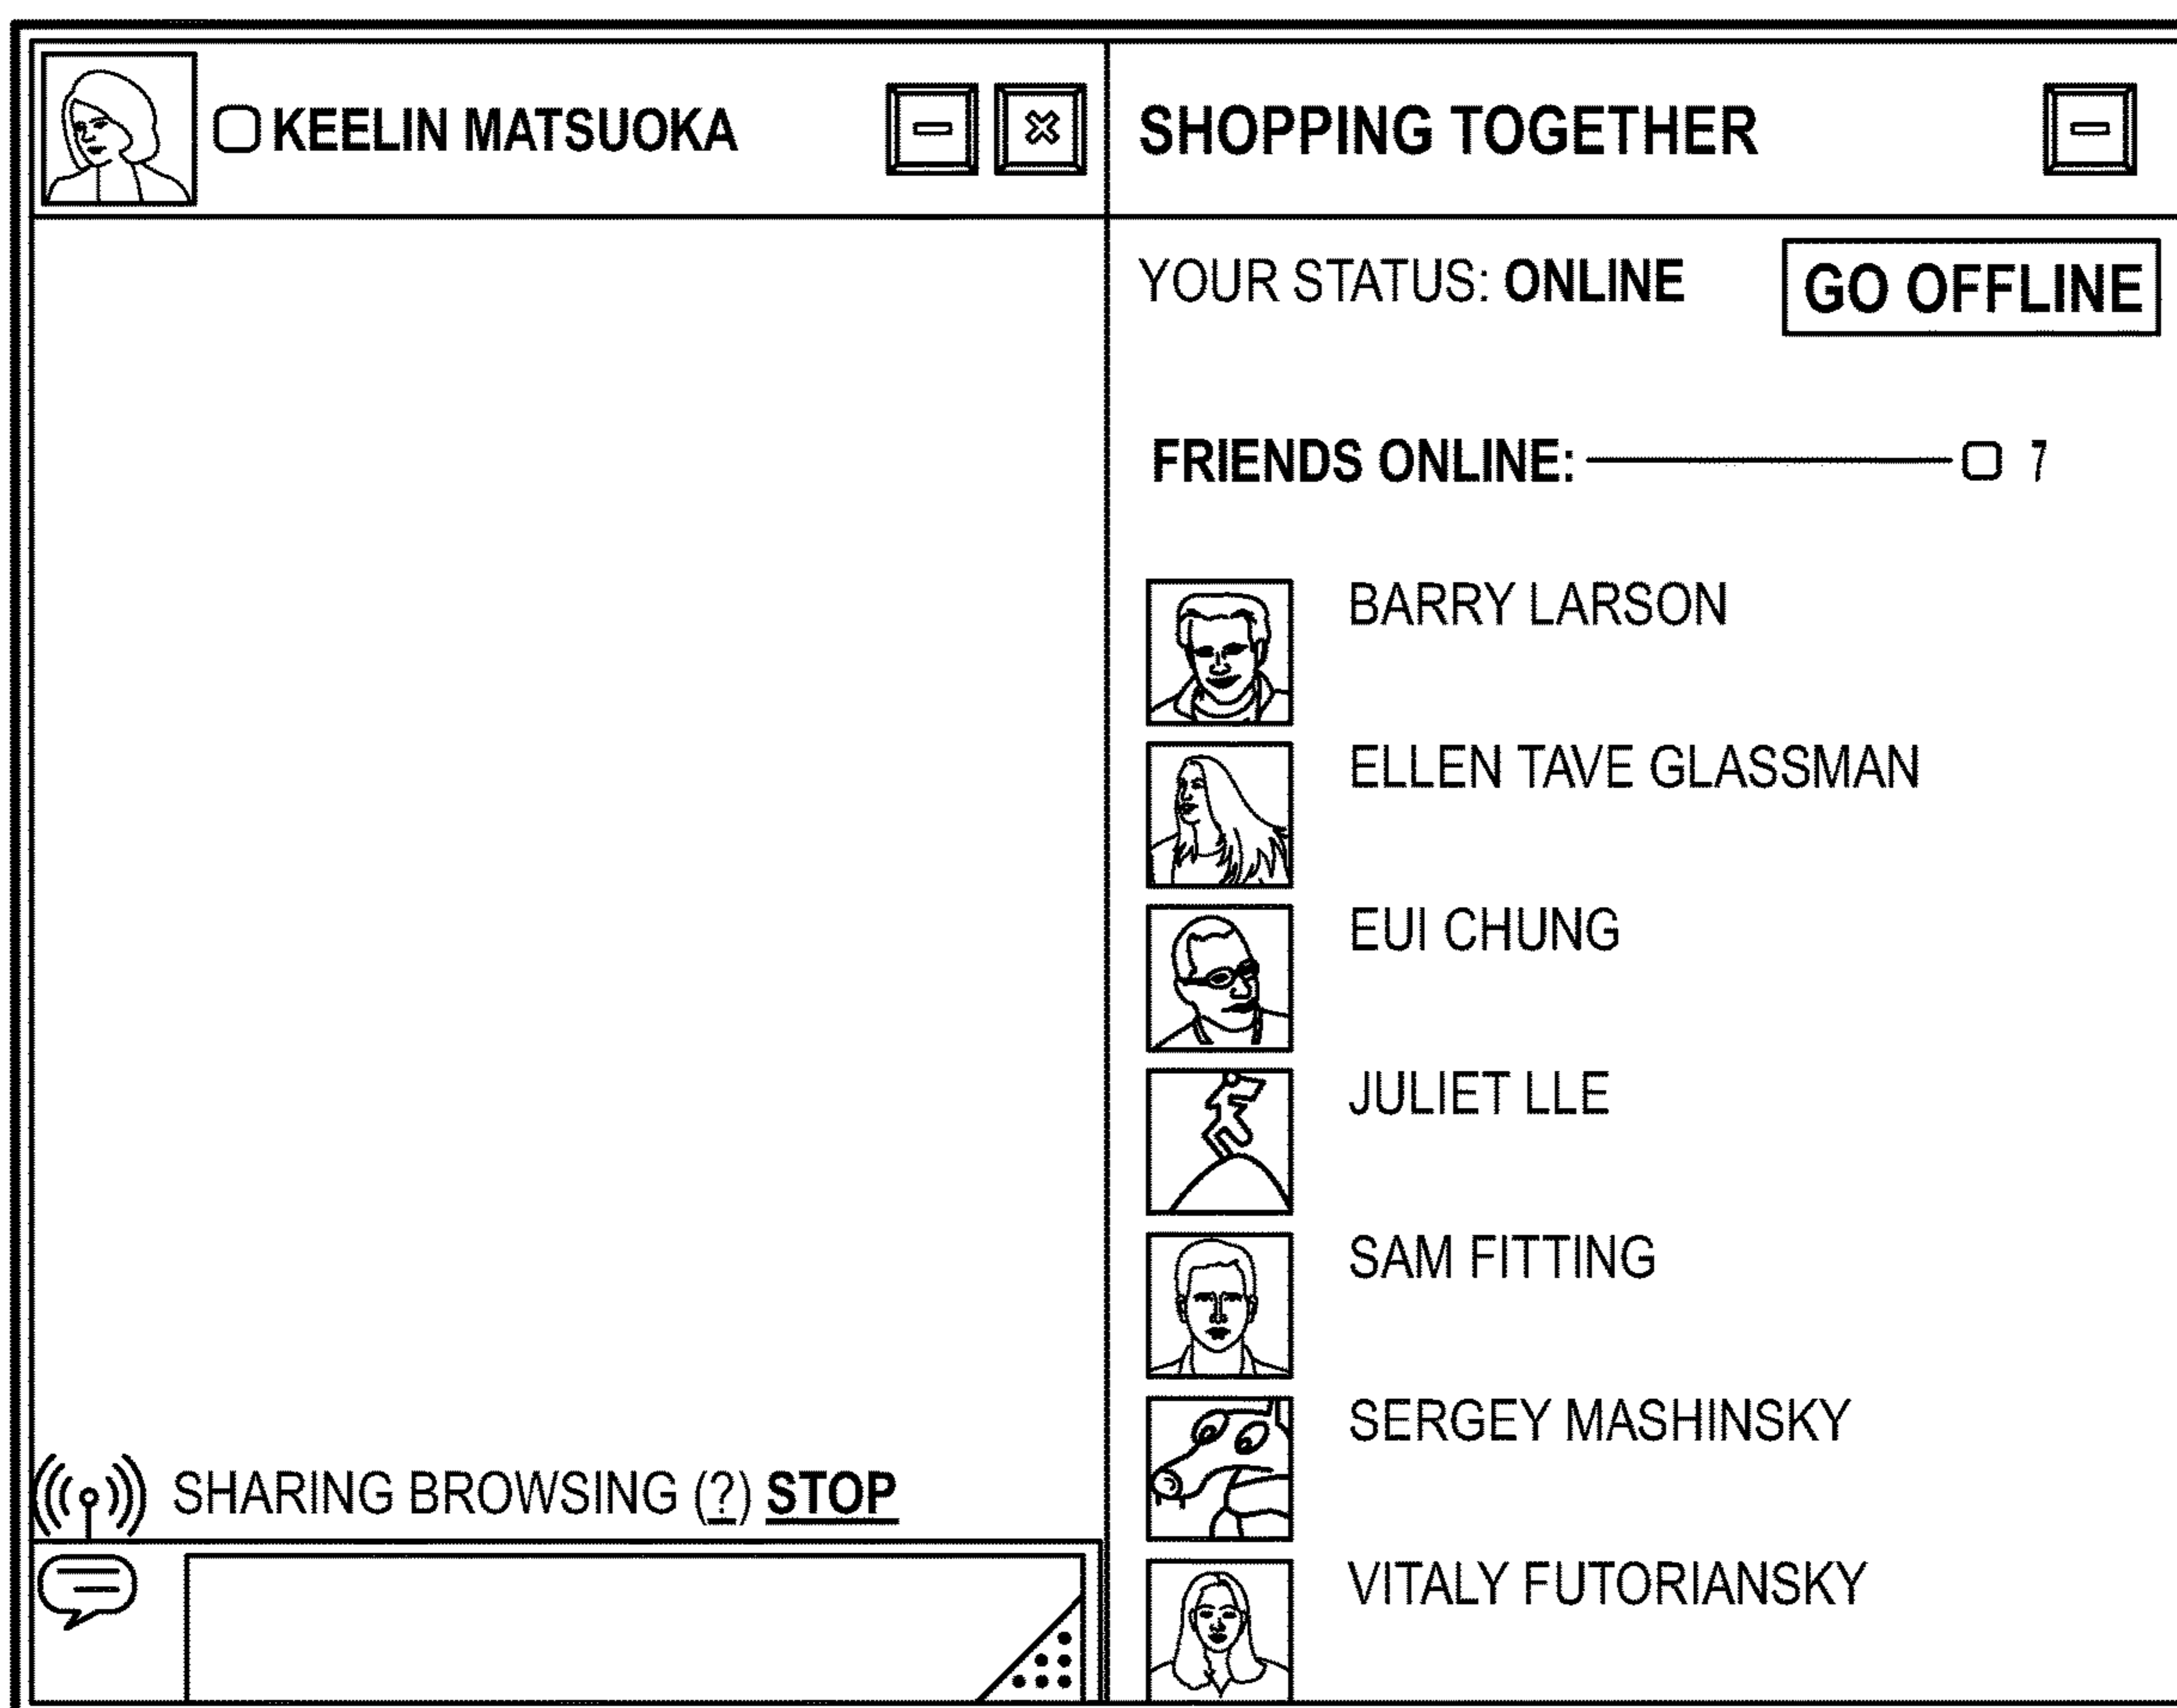 KEELIN MATSUOKA
SHARING BROWSING (?) STOP
SHOPPING TOGETHER
YOUR STATUS: ONLINE
GO OFFLINE
FRIENDS ONLINE: 7
BARRY LARSON
ELLEN TAVE GLASSMAN
EUI CHUNG
JULIET LLE
SAM FITTING
SERGEY MASHINSKY
VITALY FUTORIANSKY